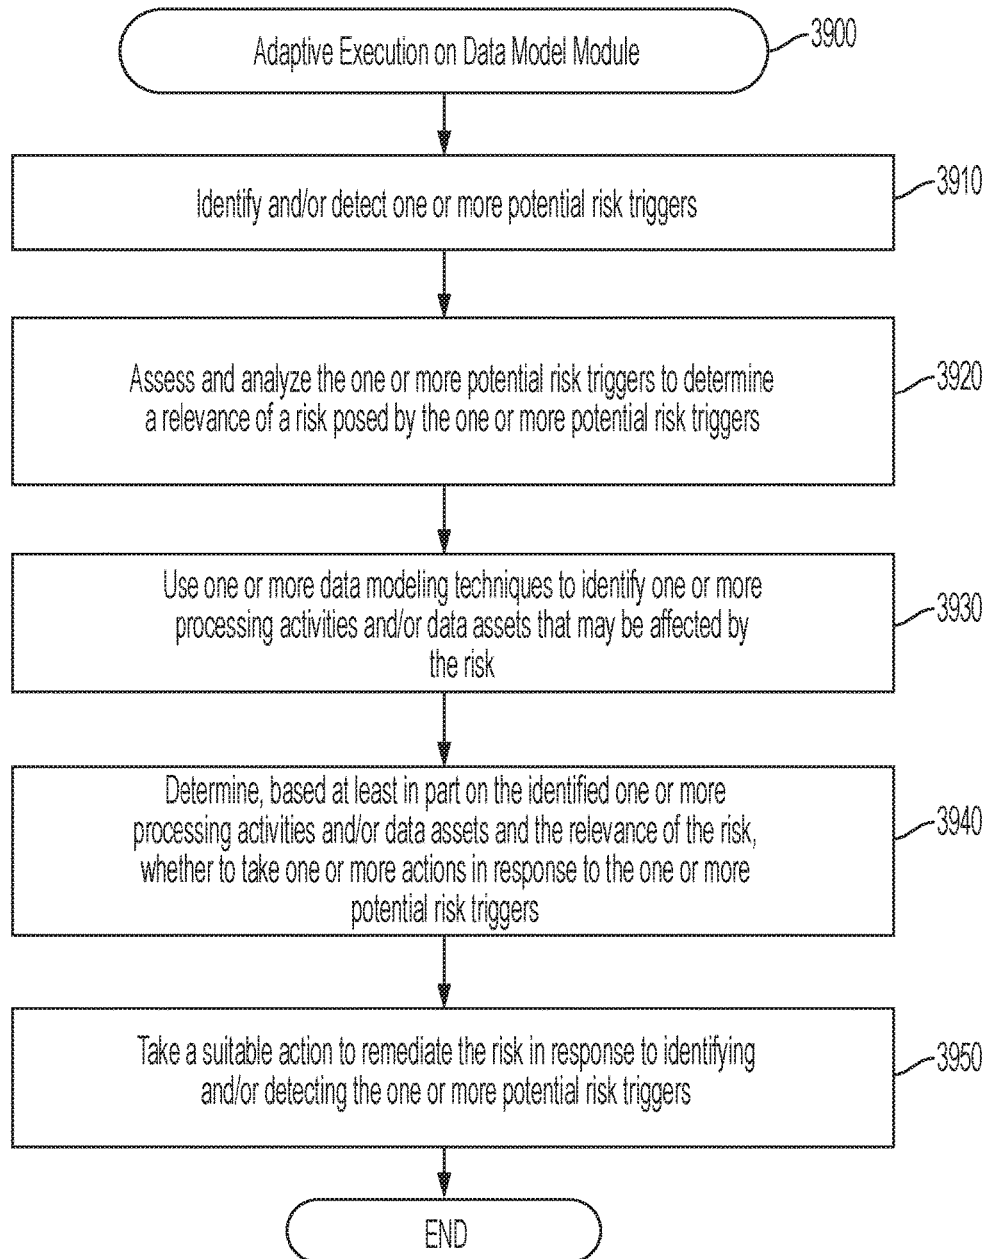 Adaptive Execution on Data Model Module
3900
Identify and/or detect one or more potential risk triggers
3910
Assess and analyze the one or more potential risk triggers to determine
a relevance of a risk posed by the one or more potential risk triggers
3920
Use one or more data modeling techniques to identify one or more
processing activities and/or data assets that may be affected by
the risk
3930
Determine, based at least in part on the identified one or more
processing activities and/or data assets and the relevance of the risk,
whether to take one or more actions in response to the one or more
potential risk triggers
3940
Take a suitable action to remediate the risk in response to identifying
and/or detecting the one or more potential risk triggers
3950
END